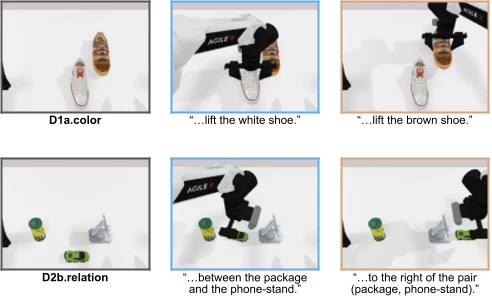 AGILE X
D1a.color
“…lift the white shoe.”
“…lift the brown shoe.”
AGILE X
D2b.relation
“…between the package
and the phone-stand.”
“…to the right of the pair
(package, phone-stand).”